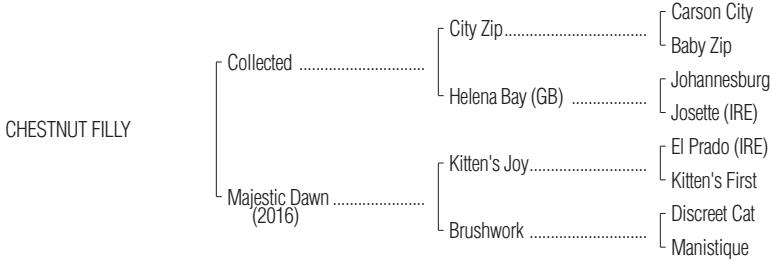 Carson City
City Zip
Baby Zip
Collected
Johannesburg
Helena Bay (GB)
Josette (IRE)
CHESTNUT FILLY
El Prado (IRE)
Kitten's Joy
Kitten's First
Majestic Dawn
(2016)
Discreet Cat
Brushwork
Manistique